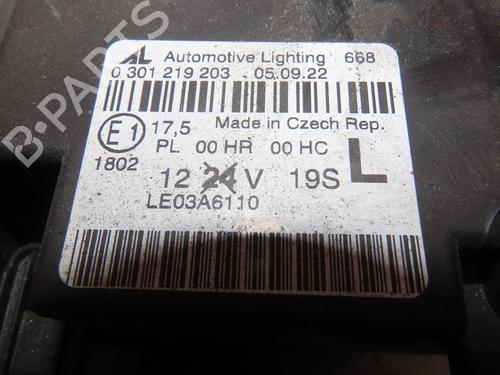 AL Automotive Lighting 668
0 301 219 203 - 05.09.22
E1 17,5 Made in Czech Rep.
PL 00 HR 00 HC L
1802
12 24 V 19S
LE03A6110
B-PARTS